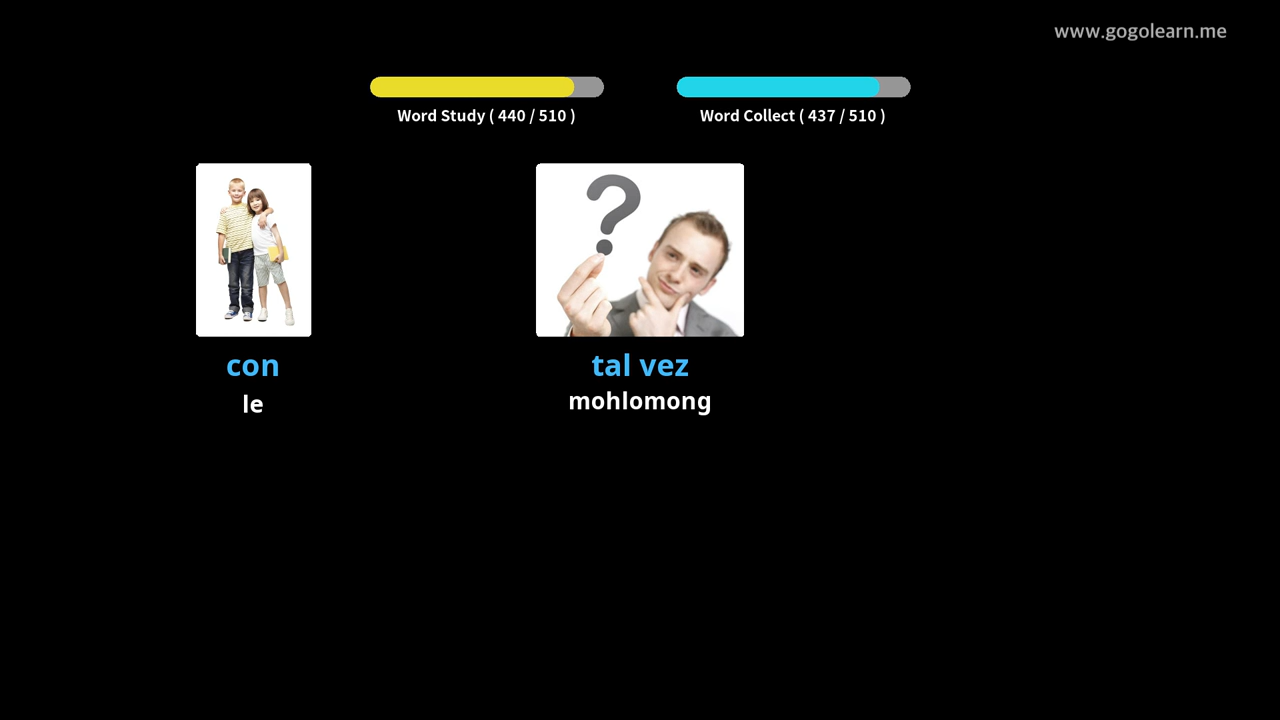 www.gogolearn.me
Word Study ( 440 / 510 )
Word Collect ( 437 / 510 )
con
le
tal vez
mohlomong